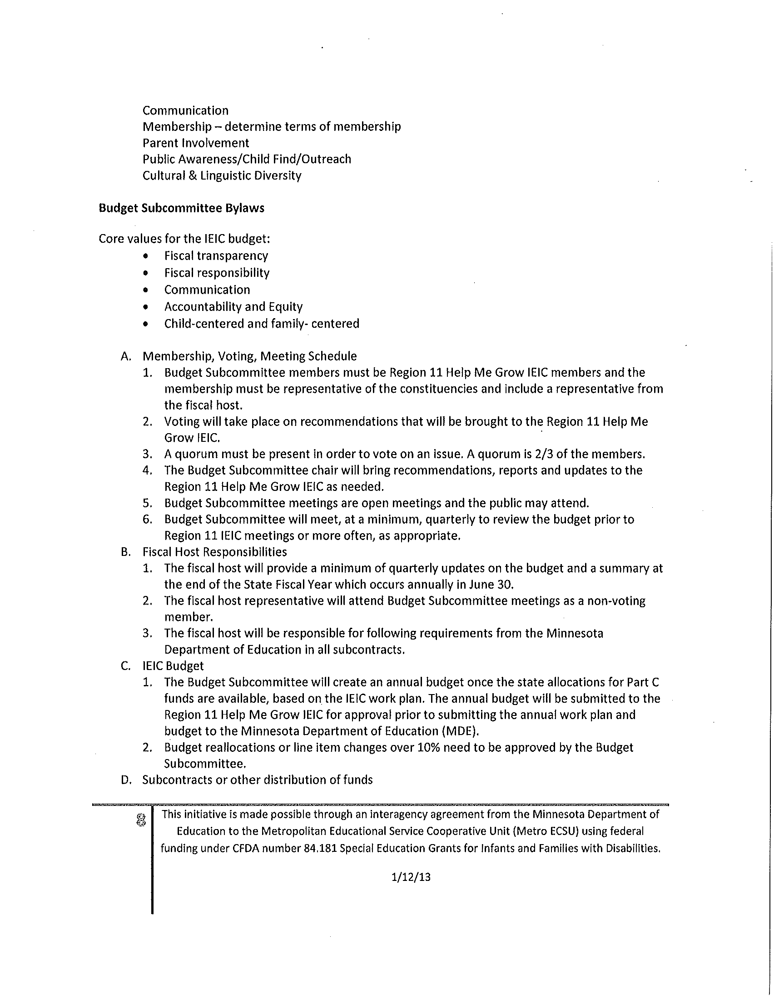 Communication
Membership – determine terms of membership
Parent Involvement
Public Awareness/Child Find/Outreach
Cultural & Linguistic Diversity
Budget Subcommittee Bylaws
Core values for the IEIC budget:
• Fiscal transparency
• Fiscal responsibility
• Communication
• Accountability and Equity
• Child-centered and family- centered
A. Membership, Voting, Meeting Schedule
1. Budget Subcommittee members must be Region 11 Help Me Grow IEIC members and the
membership must be representative of the constituencies and include a representative from
the fiscal host.
2. Voting will take place on recommendations that will be brought to the Region 11 Help Me
Grow IEIC.
3. A quorum must be present in order to vote on an issue. A quorum is 2/3 of the members.
4. The Budget Subcommittee chair will bring recommendations, reports and updates to the
Region 11 Help Me Grow IEIC as needed.
5. Budget Subcommittee meetings are open meetings and the public may attend.
6. Budget Subcommittee will meet, at a minimum, quarterly to review the budget prior to
Region 11 IEIC meetings or more often, as appropriate.
B. Fiscal Host Responsibilities
1. The fiscal host will provide a minimum of quarterly updates on the budget and a summary at
the end of the State Fiscal Year which occurs annually in June 30.
2. The fiscal host representative will attend Budget Subcommittee meetings as a non-voting
member.
3. The fiscal host will be responsible for following requirements from the Minnesota
Department of Education in all subcontracts.
C. IEIC Budget
1. The Budget Subcommittee will create an annual budget once the state allocations for Part C
funds are available, based on the IEIC work plan. The annual budget will be submitted to the
Region 11 Help Me Grow IEIC for approval prior to submitting the annual work plan and
budget to the Minnesota Department of Education (MDE).
2. Budget reallocations or line item changes over 10% need to be approved by the Budget
Subcommittee.
D. Subcontracts or other distribution of funds
8
This initiative is made possible through an interagency agreement from the Minnesota Department of
Education to the Metropolitan Educational Service Cooperative Unit (Metro ECSU) using federal
funding under CFDA number 84.181 Special Education Grants for Infants and Families with Disabilities.
1/12/13